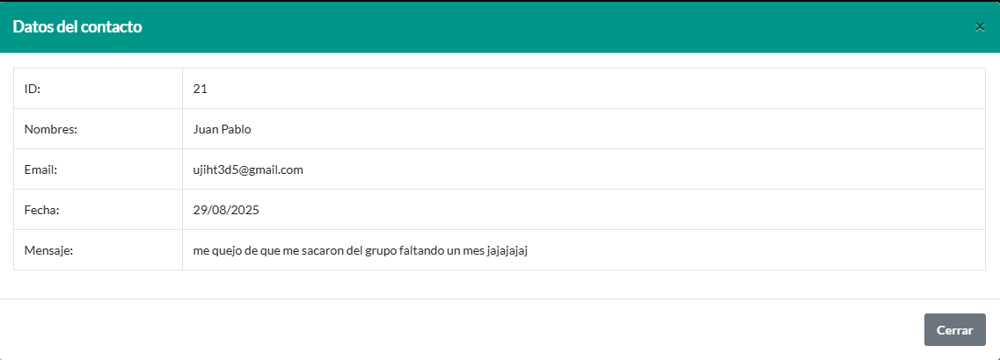 Datos del contacto ×
ID: 21
Nombres: Juan Pablo
Email: ujiht3d5@gmail.com
Fecha: 29/08/2025
Mensaje: me quejo de que me sacaron del grupo faltando un mes jajajajaj
Cerrar